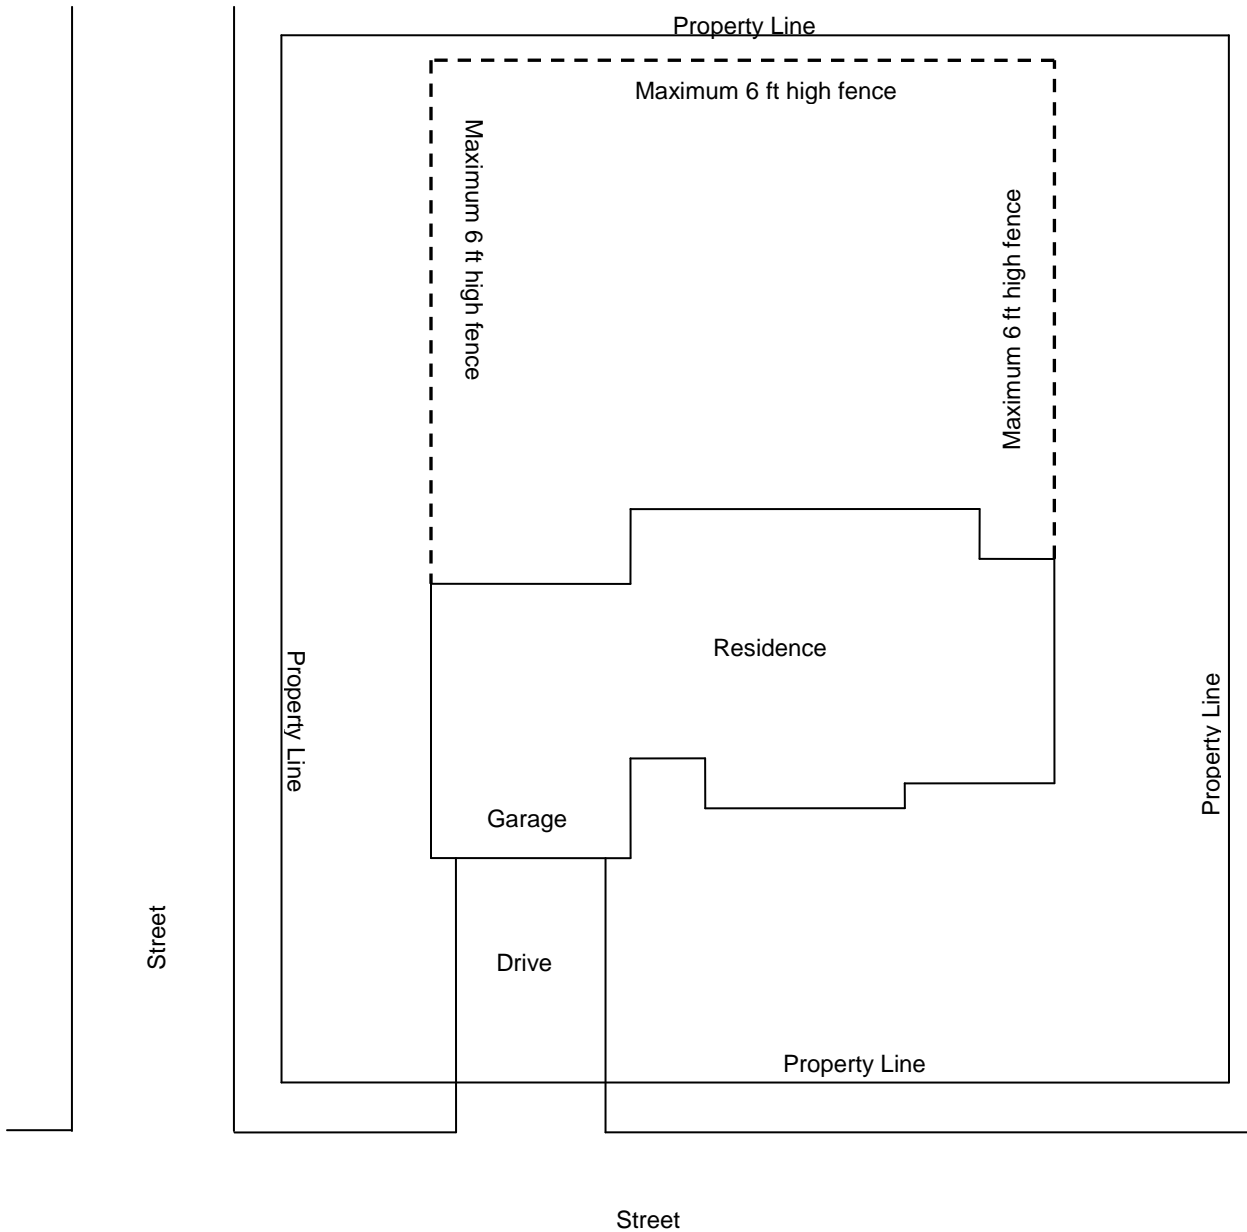 Property Line
Maximum 6 ft high fence
Maximum 6 ft high fence
Maximum 6 ft high fence
Residence
Property Line
Property Line
Garage
Street
Drive
Property Line
Street